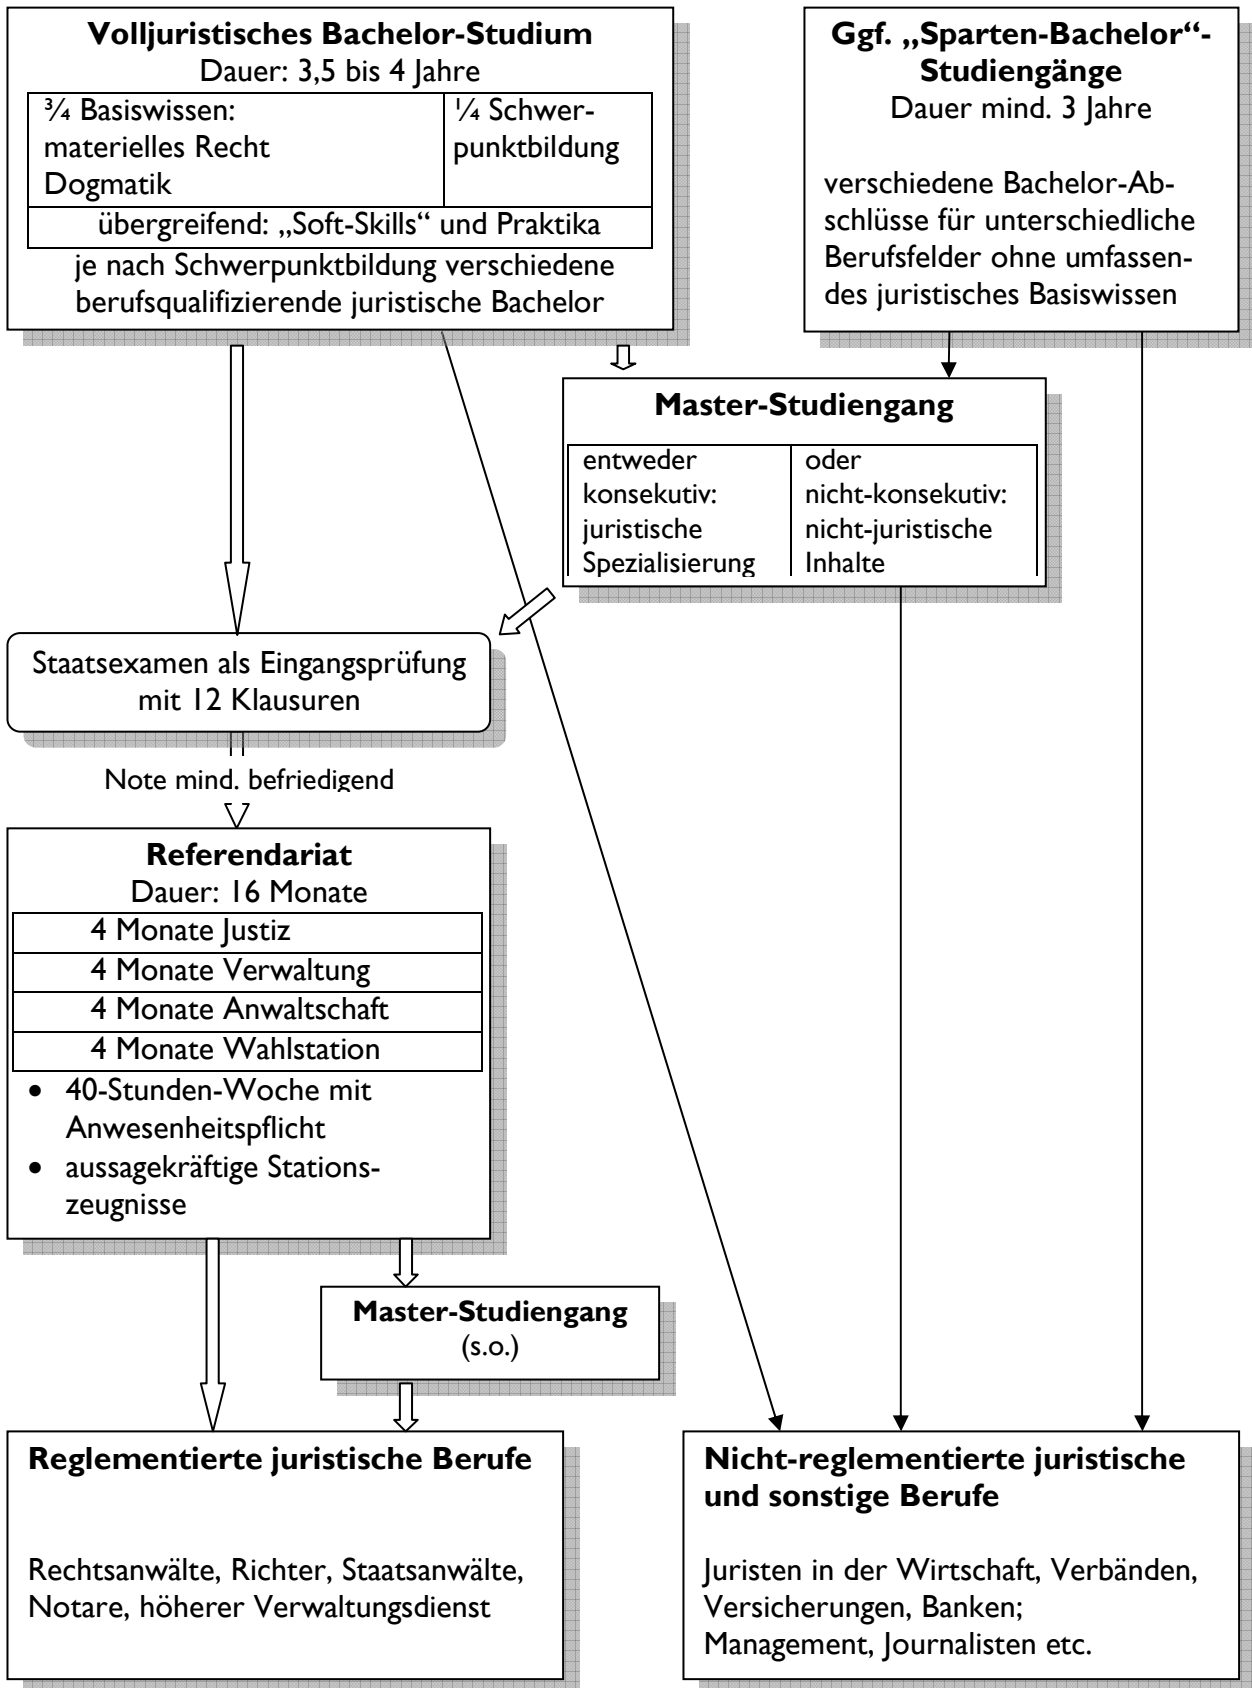 Volljuristisches Bachelor-Studium
Dauer: 3,5 bis 4 Jahre
¾ Basiswissen:
materielles Recht
Dogmatik
¼ Schwer-
punktbildung
übergreifend: „Soft-Skills“ und Praktika
je nach Schwerpunktbildung verschiedene
berufsqualifizierende juristische Bachelor
Ggf. „Sparten-Bachelor“-
Studiengänge
Dauer mind. 3 Jahre
verschiedene Bachelor-Ab-
schlüsse für unterschiedliche
Berufsfelder ohne umfassen-
des juristisches Basiswissen
Master-Studiengang
entweder
konsekutiv:
juristische
Spezialisierung
oder
nicht-konsekutiv:
nicht-juristische
Inhalte
Staatsexamen als Eingangsprüfung
mit 12 Klausuren
Note mind. befriedigend
Referendariat
Dauer: 16 Monate
4 Monate Justiz
4 Monate Verwaltung
4 Monate Anwaltschaft
4 Monate Wahlstation
• 40-Stunden-Woche mit
Anwesenheitspflicht
• aussagekräftige Stations-
zeugnisse
Master-Studiengang
(s.o.)
Reglementierte juristische Berufe
Rechtsanwälte, Richter, Staatsanwälte,
Notare, höherer Verwaltungsdienst
Nicht-reglementierte juristische
und sonstige Berufe
Juristen in der Wirtschaft, Verbänden,
Versicherungen, Banken;
Management, Journalisten etc.